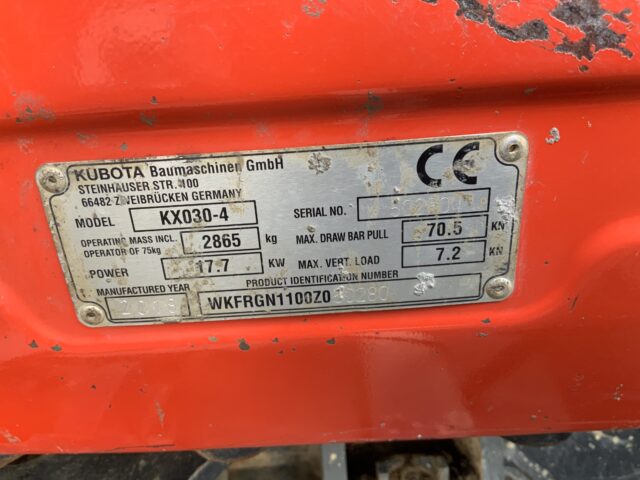 KUBOTA Baumaschinen GmbH
STEINHAUSER STR. 100
66482 ZWEIBRÜCKEN GERMANY
CE
MODEL KX030-4 SERIAL NO.
OPERATING MASS INCL. OPERATOR OF 75kg 2865 kg MAX. DRAW BAR PULL 70.5 KN
POWER 17.7 KW MAX. VERT. LOAD 7.2 KN
MANUFACTURED YEAR PRODUCT IDENTIFICATION NUMBER
WKFRGN1100Z0